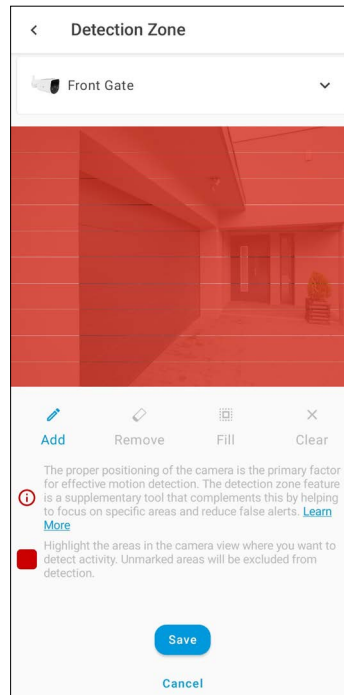 Detection Zone
Front Gate
Add
Remove
Fill
Clear
The proper positioning of the camera is the primary factor
for effective motion detection. The detection zone feature
is a supplementary tool that complements this by helping
to focus on specific areas and reduce false alerts. Learn
More
Highlight the areas in the camera view where you want to
detect activity. Unmarked areas will be excluded from
detection.
Save
Cancel